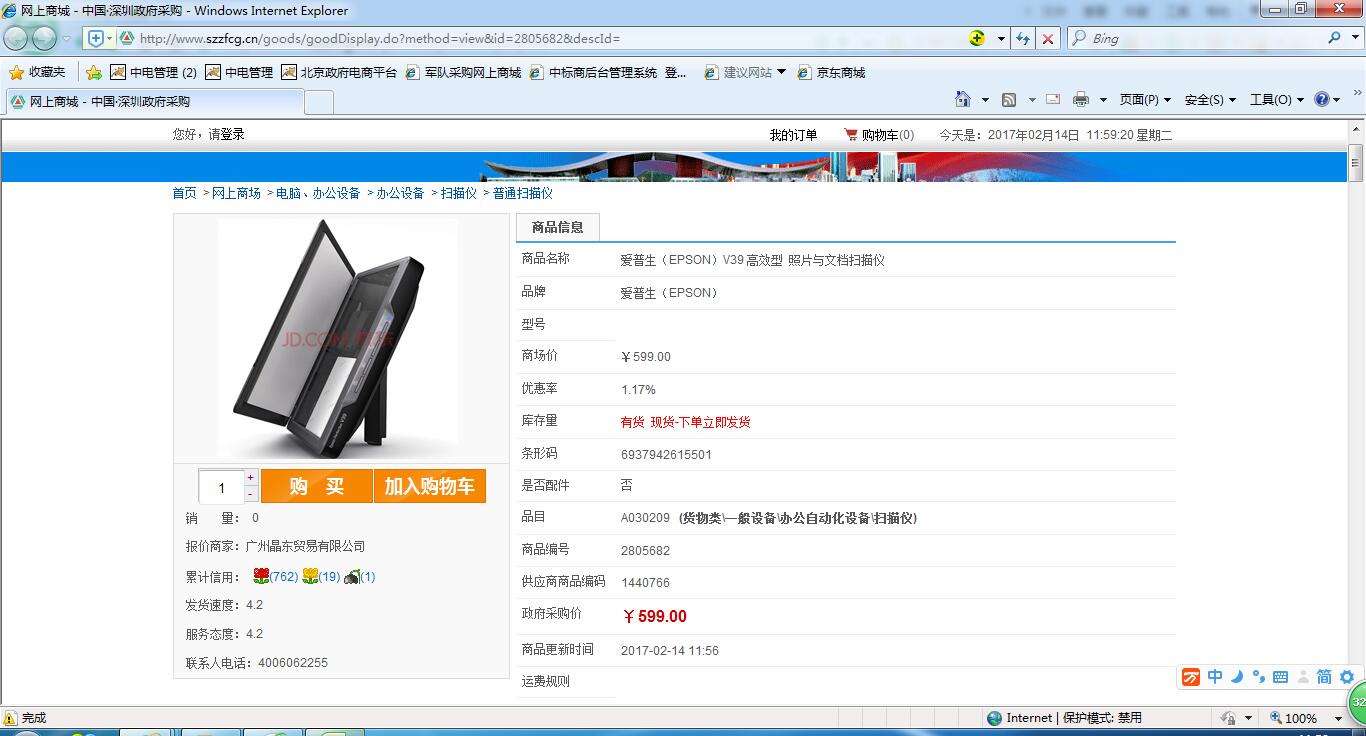 网上商城 - 中国·深圳政府采购 - Windows Internet Explorer
http://www.szzfcg.cn/goods/goodDisplay.do?method=view&id=2805682&descId=
Bing
收藏夹 中电管理 (2) 中电管理 北京政府电商平台 军队采购网上商城 中标商后台管理系统 登... 建议网站 京东商城
网上商城 - 中国·深圳政府采购
页面(P) 安全(S) 工具(O)
您好，请登录 我的订单 购物车(0) 今天是：2017年02月14日 11:59:20 星期二
首页 >网上商场 >电脑、办公设备 >办公设备 >扫描仪 >普通扫描仪
JD.COM
Epson Perfection V39
1
+
-
购 买
加入购物车
销 量： 0
报价商家：广州晶东贸易有限公司
累计信用： (762) (19) (1)
发货速度：4.2
服务态度：4.2
联系人电话：4006062255
商品信息
商品名称 爱普生（EPSON）V39 高效型 照片与文档扫描仪
品牌 爱普生（EPSON）
型号
商场价 ￥599.00
优惠率 1.17%
库存量 有货 现货-下单立即发货
条形码 6937942615501
是否配件 否
品目 A030209 (货物类\一般设备\办公自动化设备\扫描仪)
商品编号 2805682
供应商商品编码 1440766
政府采购价 ￥599.00
商品更新时间 2017-02-14 11:56
运费规则
中 简
32
完成 Internet | 保护模式: 禁用 100%